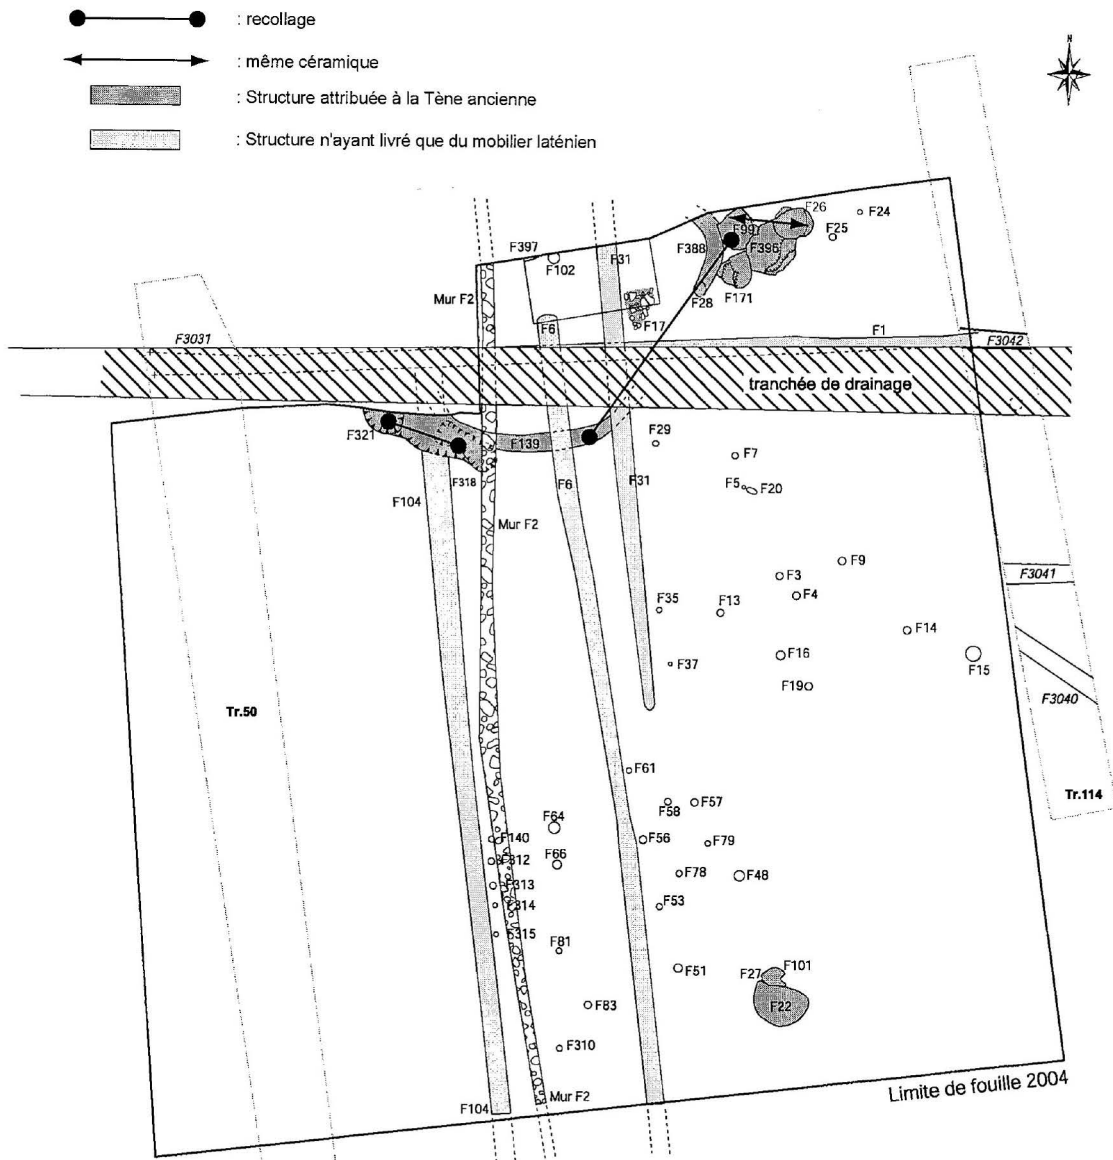 : recollage
: même céramique
: Structure attribuée à la Tène ancienne
: Structure n'ayant livré que du mobilier laténien
N
F26
F24
F99
F25
F397
F388
F396
F31
F102
F171
Mur F2
F28
F6
F17
F1
F3031
F3042
tranchée de drainage
F321
F139
F29
F7
F318
F31
F6
F5
F20
F104
Mur F2
F9
F3
F3041
F4
F35
F13
F14
F16
F15
F37
F19
F3040
Tr.50
F61
Tr.114
F58
F57
F64
F140
F56
F79
F66
F312
F78
F48
F313
F314
F53
F315
F81
F51
F27
F101
F83
F22
F310
Limite de fouille 2004
Mur F2
F104